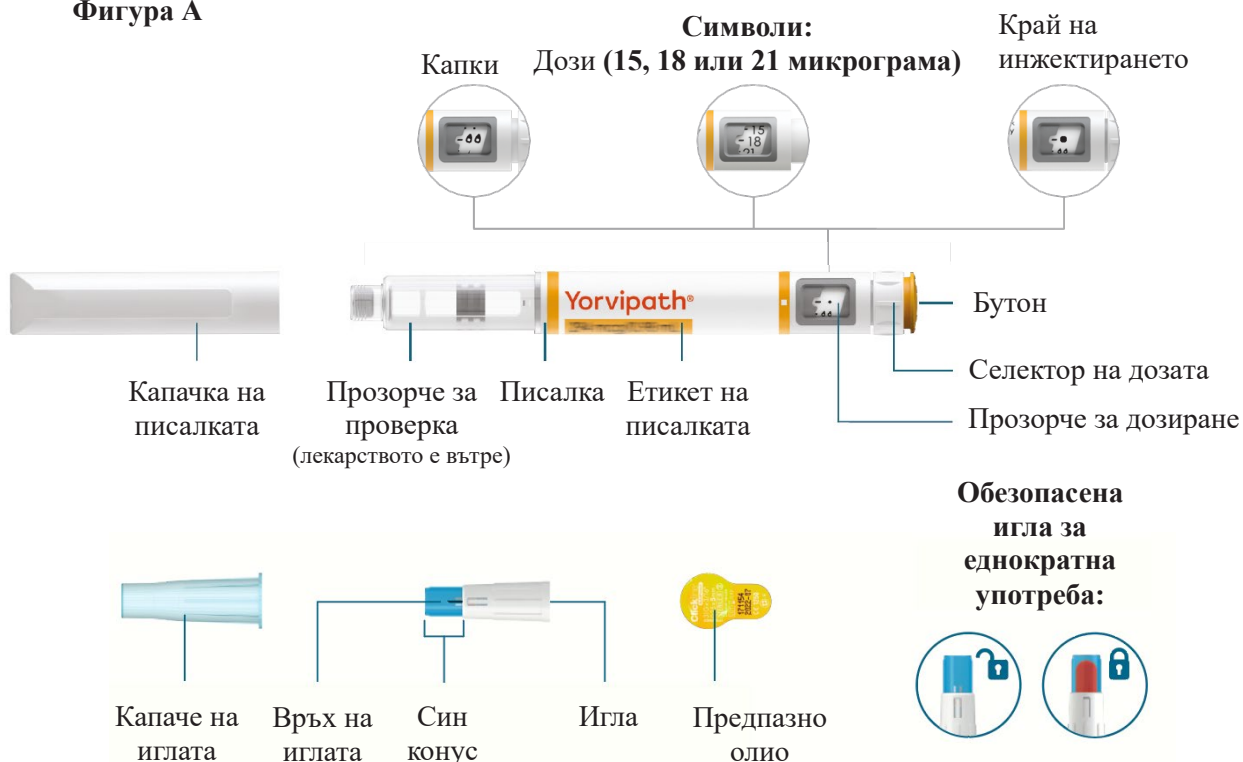 Фигура А
Символи:
Дози (15, 18 или 21 микрограма)
Капки
Край на
инжектирането
-15
-18
21
Yorvipath®
Бутон
Селектор на дозата
Прозорче за дозиране
Капачка на
писалката
Прозорче за
проверка
(лекарството е вътре)
Писалка
Етикет на
писалката
Обезопасена
игла за
еднократна
употреба:
Капаче на
иглата
Връх на
иглата
Син
конус
Игла
Предпазно
олио